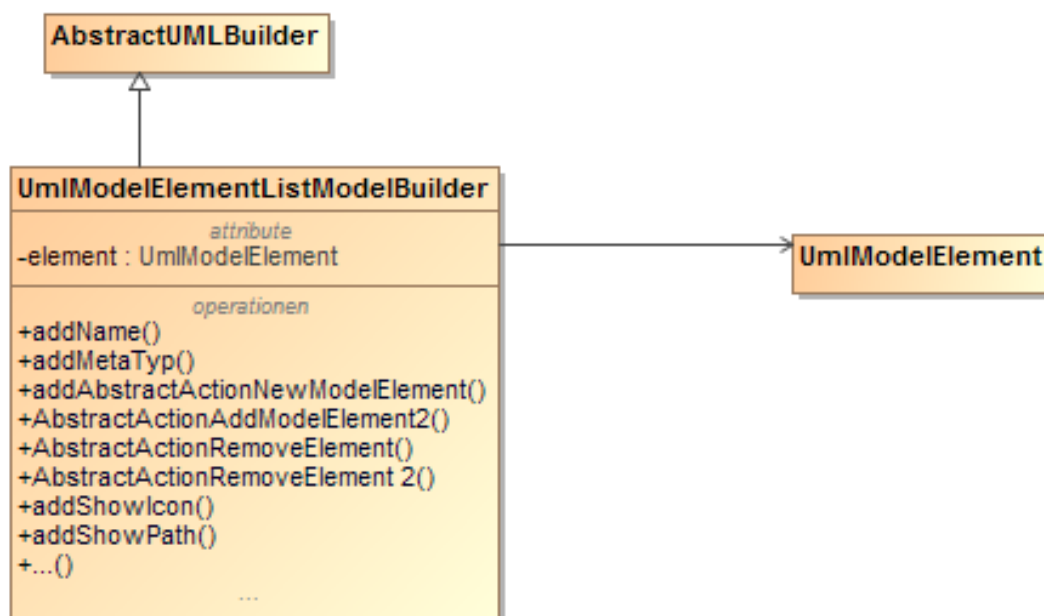 AbstractUMLBuilder
UmlModelElementListModelBuilder
attribute
-element : UmlModelElement
operationen
+addName()
+addMetaTyp()
+addAbstractActionNewModelElement()
+AbstractActionAddModelElement2()
+AbstractActionRemoveElement()
+AbstractActionRemoveElement 2()
+addShowIcon()
+addShowPath()
+...()
...
UmlModelElement